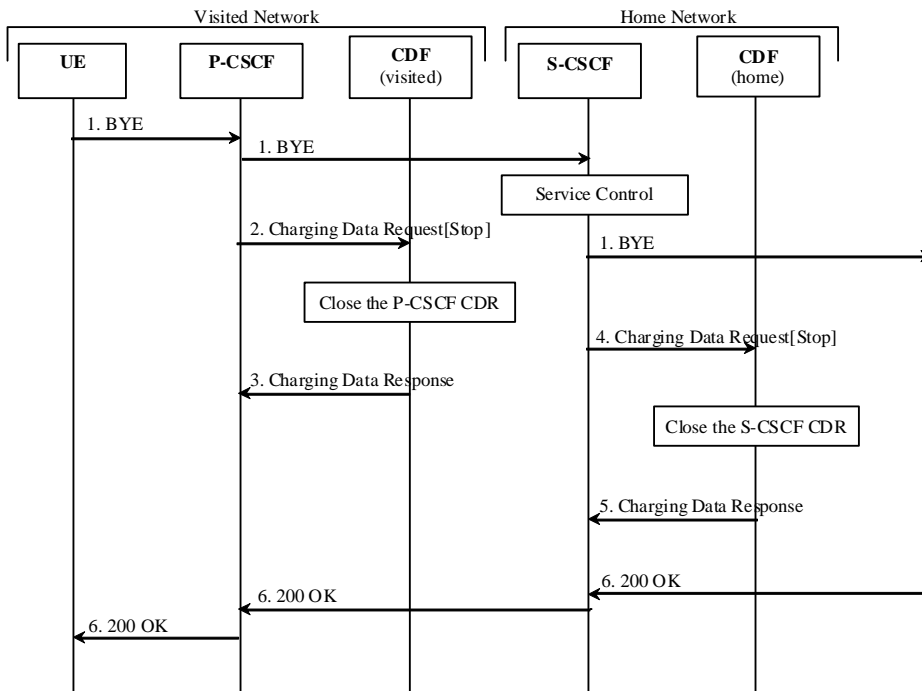 Visited Network
Home Network
UE
P-CSCF
CDF
(visited)
S-CSCF
CDF
(home)
1. BYE
1. BYE
Service Control
2. Charging Data Request[Stop]
1. BYE
Close the P-CSCF CDR
4. Charging Data Request[Stop]
3. Charging Data Response
Close the S-CSCF CDR
5. Charging Data Response
6. 200 OK
6. 200 OK
6. 200 OK